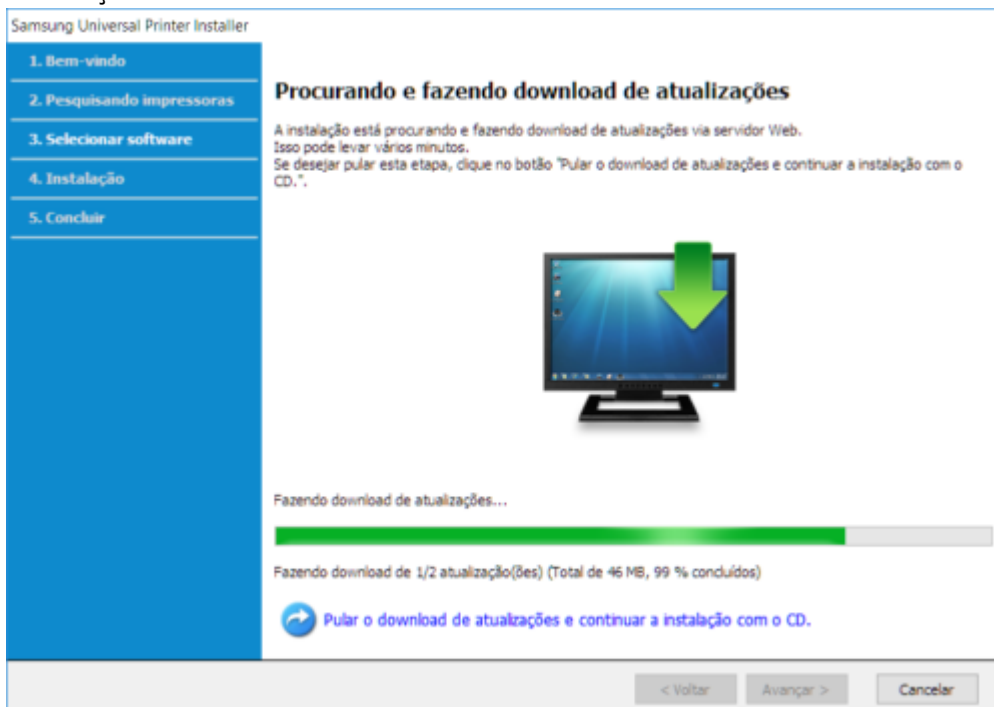 Samsung Universal Printer Installer
1. Bem-vindo
2. Pesquisando impressoras
3. Selecionar software
4. Instalação
5. Concluir
Procurando e fazendo download de atualizações
A instalação está procurando e fazendo download de atualizações via servidor Web.
Isso pode levar vários minutos.
Se desejar pular esta etapa, clique no botão "Pular o download de atualizações e continuar a instalação com o
CD.".
Fazendo download de atualizações...
Fazendo download de 1/2 atualização(ões) (Total de 46 MB, 99 % concluídos)
Pular o download de atualizações e continuar a instalação com o CD.
< Voltar
Avançar >
Cancelar